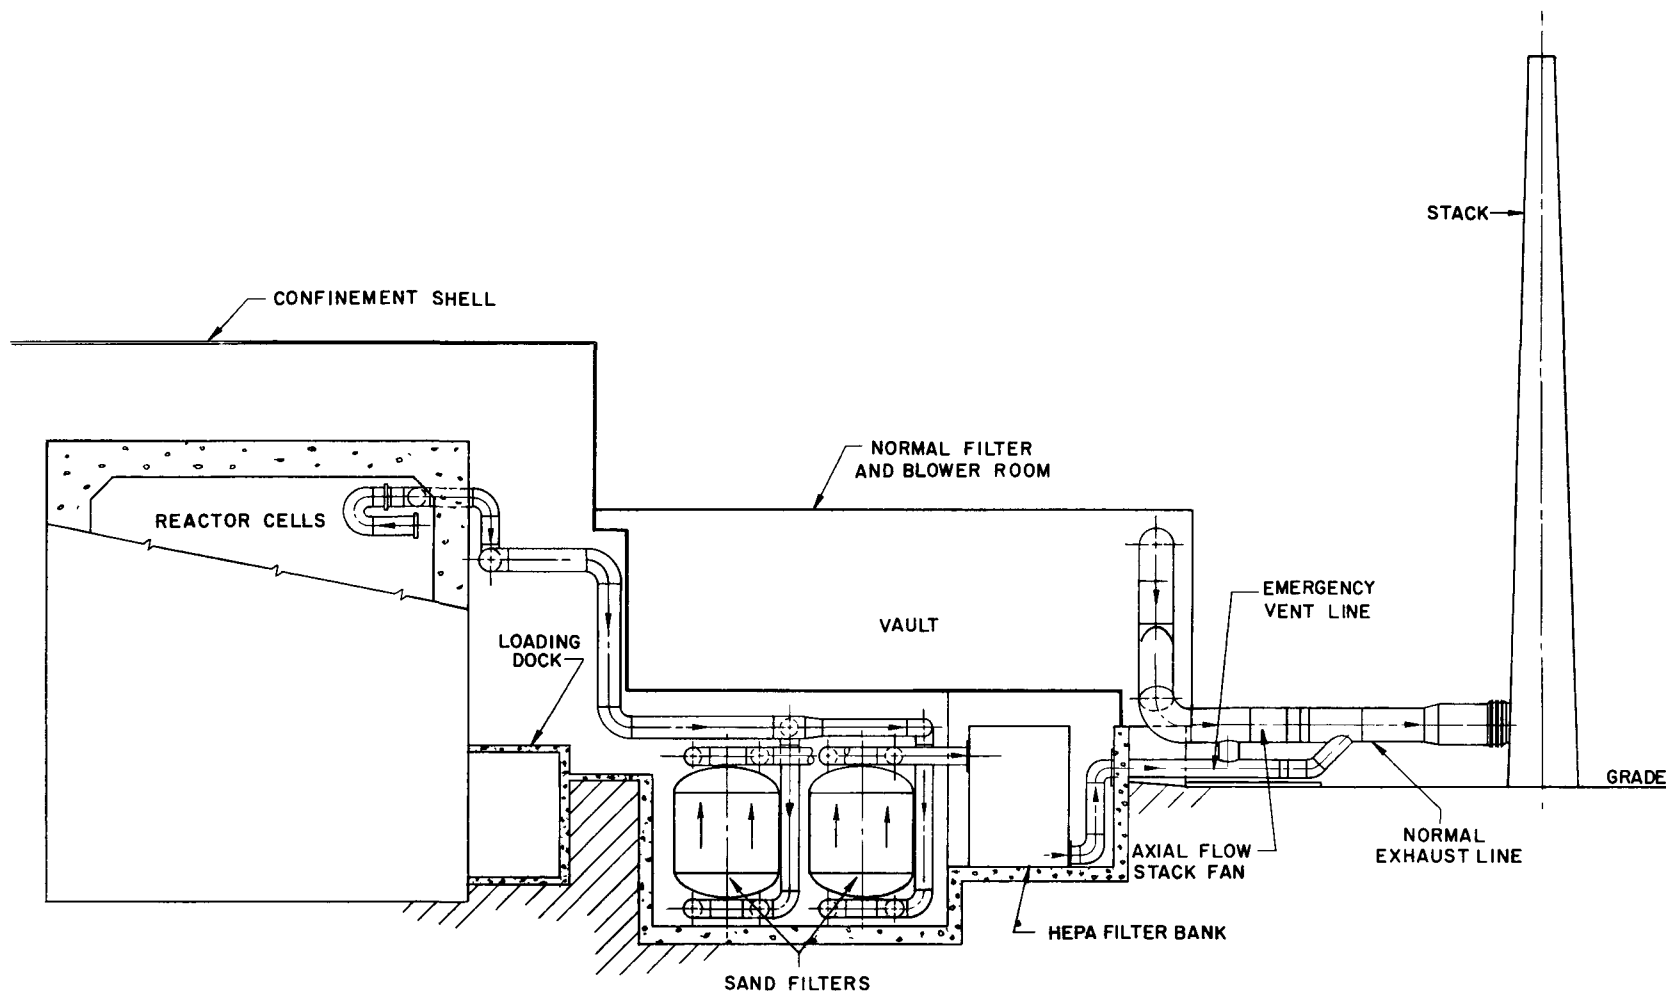 STACK
CONFINEMENT SHELL
NORMAL FILTER
AND BLOWER ROOM
REACTOR CELLS
EMERGENCY
VENT LINE
VAULT
LOADING
DOCK
GRADE
NORMAL
EXHAUST LINE
AXIAL FLOW
STACK FAN
HEPA FILTER BANK
SAND FILTERS